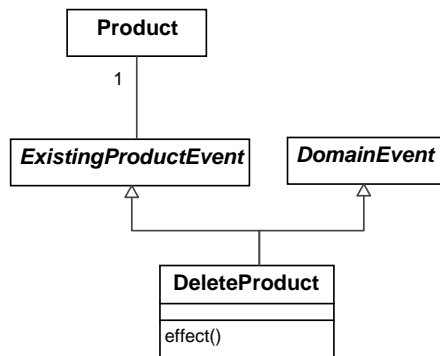 Product
1
ExistingProductEvent
DomainEvent
DeleteProduct
effect()